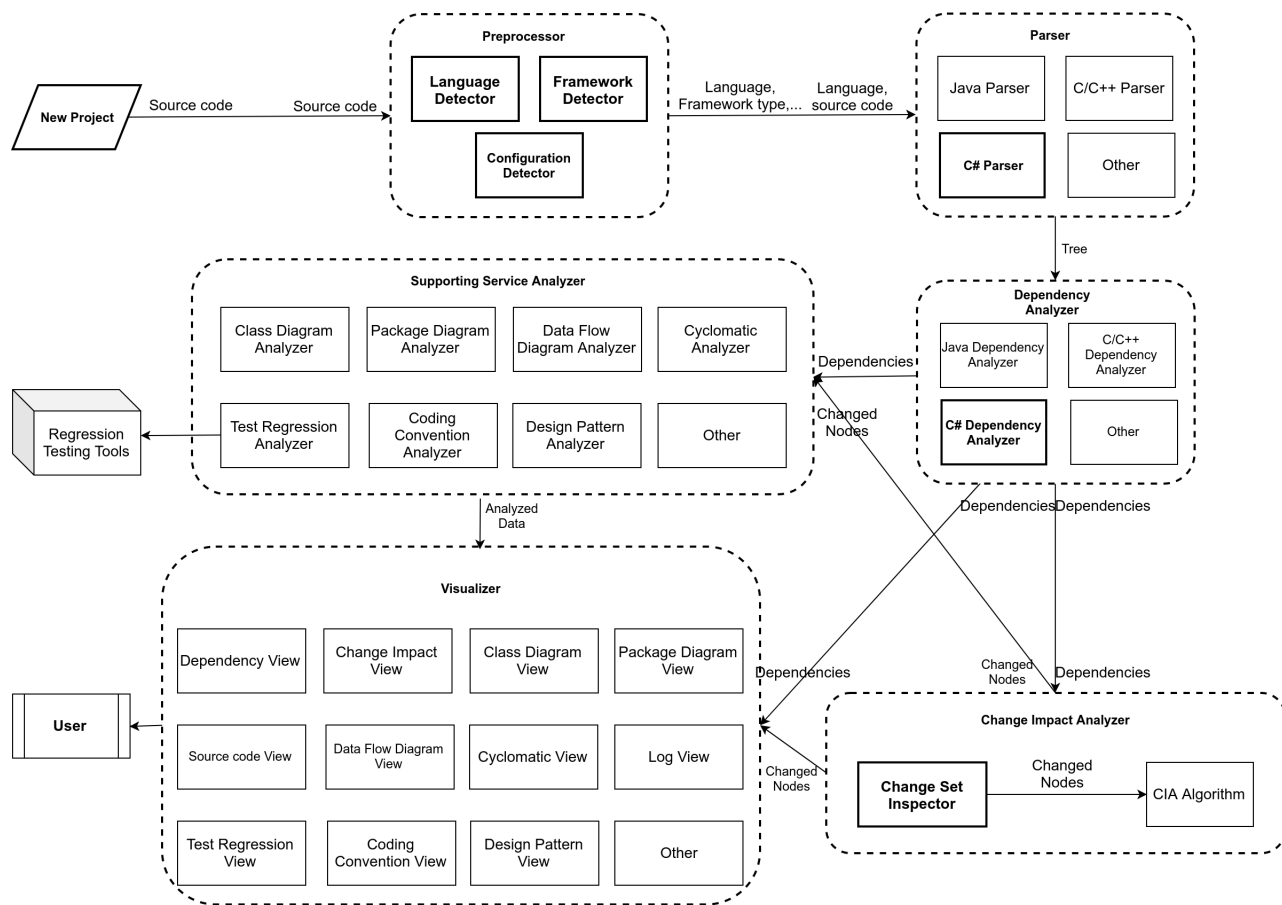 Preprocessor
Language
Detector
Framework
Detector
Configuration
Detector
New Project
Source code
Source code
Language,
Framework type,...
Language,
source code
Parser
Java Parser
C/C++ Parser
C# Parser
Other
Tree
Supporting Service Analyzer
Class Diagram
Analyzer
Package Diagram
Analyzer
Data Flow
Diagram Analyzer
Cyclomatic
Analyzer
Test Regression
Analyzer
Coding
Convention
Analyzer
Design Pattern
Analyzer
Other
Dependencies
Changed
Nodes
Dependency
Analyzer
Java Dependency
Analyzer
C/C++
Dependency
Analyzer
C# Dependency
Analyzer
Other
Regression
Testing Tools
Analyzed
Data
Dependencies
Dependencies
Visualizer
Dependency View
Change Impact
View
Class Diagram
View
Package Diagram
View
Source code View
Data Flow Diagram
View
Cyclomatic View
Log View
Test Regression
View
Coding
Convention View
Design Pattern
View
Other
User
Dependencies
Changed
Nodes
Dependencies
Changed
Nodes
Change Impact Analyzer
Change Set
Inspector
Changed
Nodes
CIA Algorithm